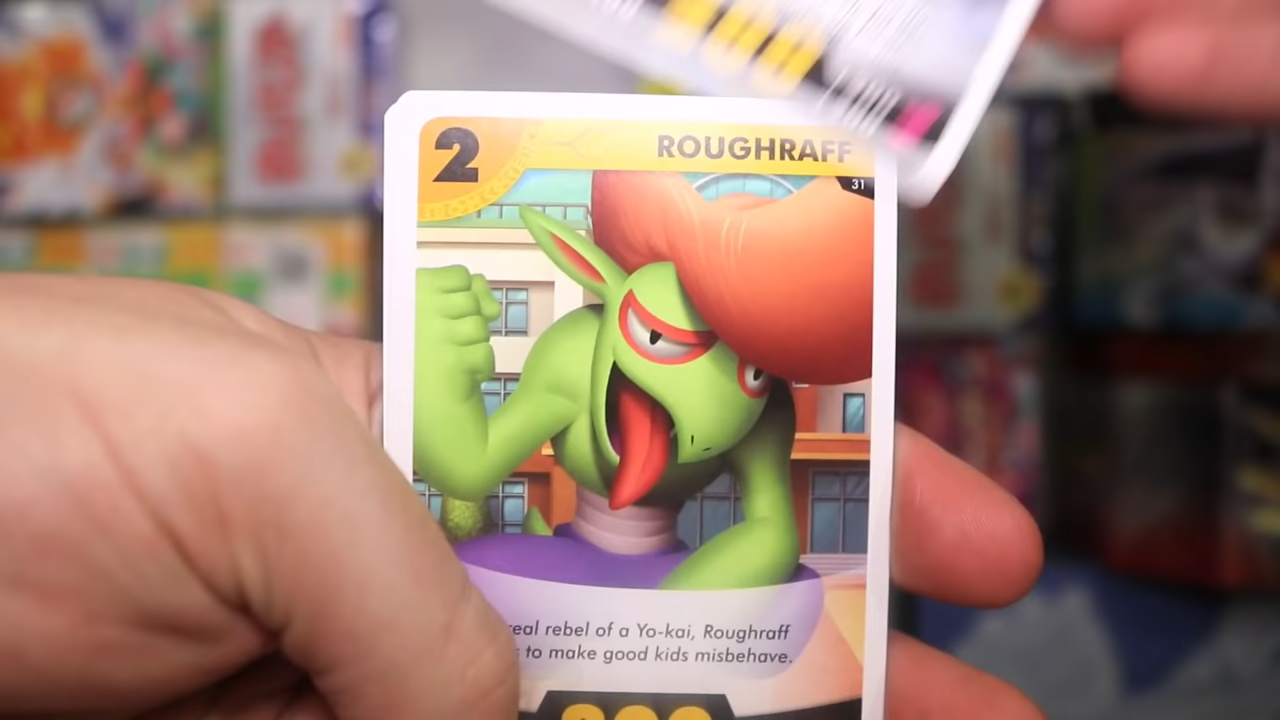 2
ROUGHRAFF
31
real rebel of a Yo-kai, Roughraff
to make good kids misbehave.